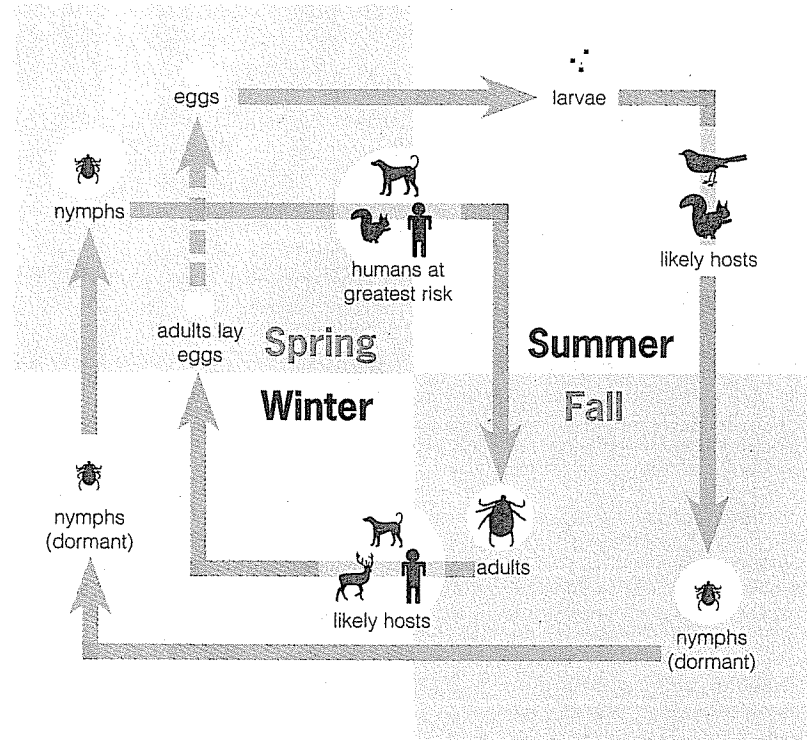 eggs
larvae
nymphs
humans at
greatest risk
likely hosts
adults lay
eggs
Spring
Summer
Winter
Fall
nymphs
(dormant)
adults
likely hosts
nymphs
(dormant)